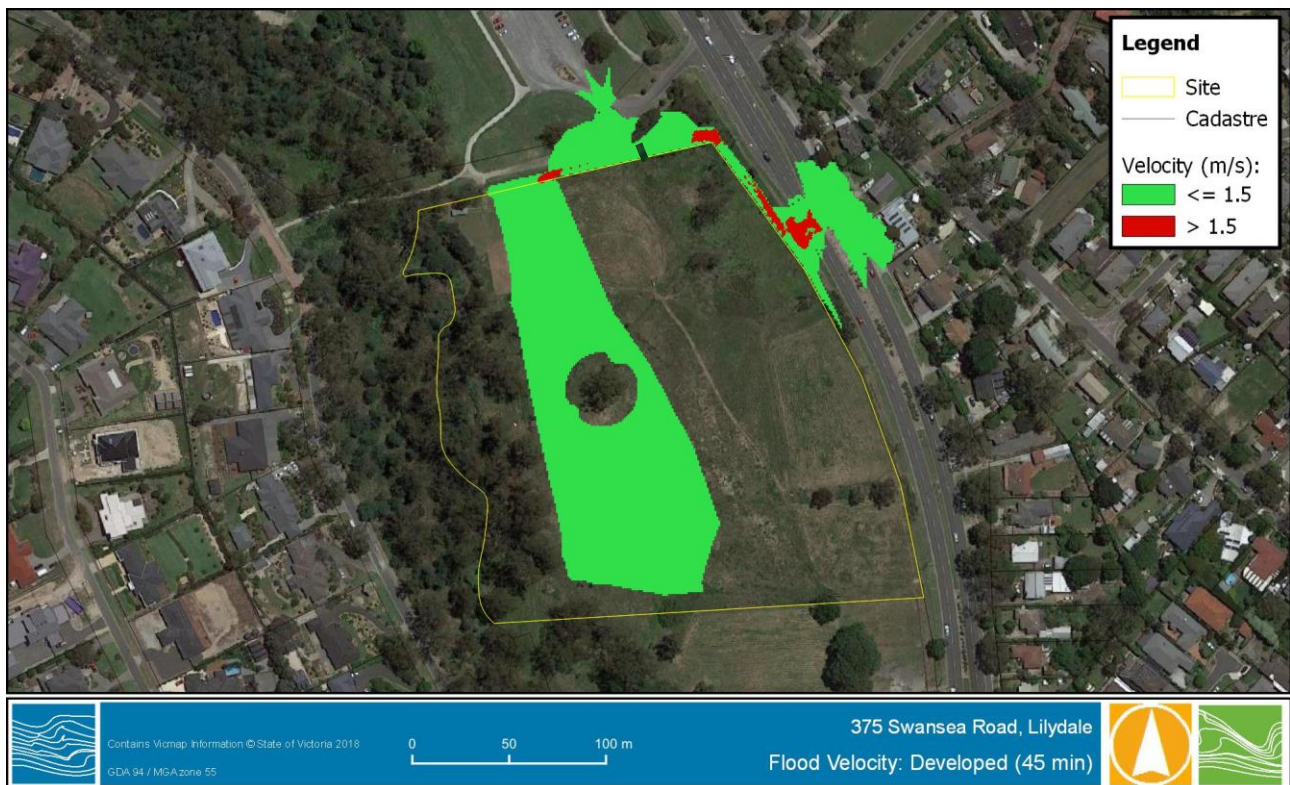 Legend
Site
Cadastre
Velocity (m/s):
<= 1.5
> 1.5
Contains Vicmap Information © State of Victoria 2018
GDA 94 / MGA zone 55
0 50 100 m
375 Swansea Road, Lilydale
Flood Velocity: Developed (45 min)